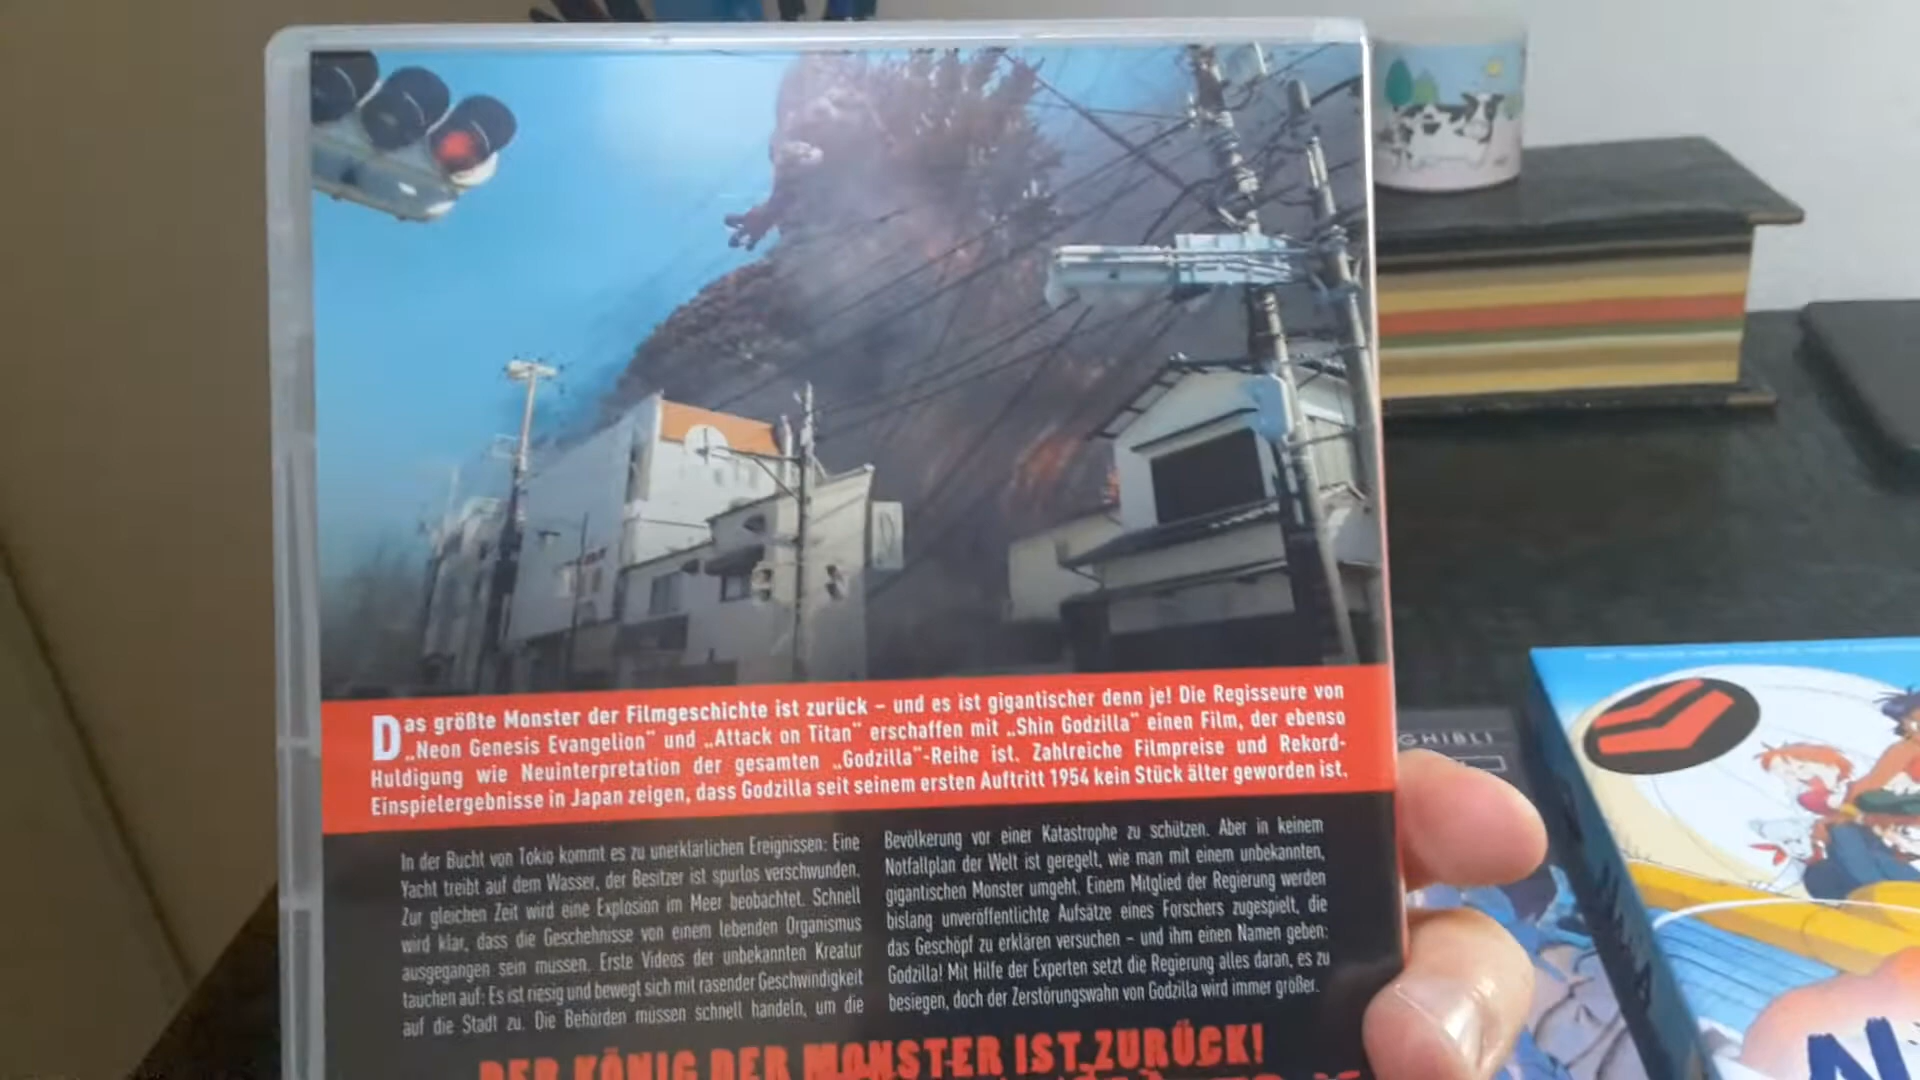 Das größte Monster der Filmgeschichte ist zurück – und es ist gigantischer denn je! Die Regisseure von
„Neon Genesis Evangelion“ und „Attack on Titan“ erschaffen mit „Shin Godzilla“ einen Film, der ebenso
Huldigung wie Neuinterpretation der gesamten „Godzilla“-Reihe ist. Zahlreiche Filmpreise und Rekord-
Einspielergebnisse in Japan zeigen, dass Godzilla seit seinem ersten Auftritt 1954 kein Stück älter geworden ist.
In der Bucht von Tokio kommt es zu unerklärlichen Ereignissen: Eine
Yacht treibt auf dem Wasser, der Besitzer ist spurlos verschwunden.
Zur gleichen Zeit wird eine Explosion im Meer beobachtet. Schnell
wird klar, dass die Geschehnisse von einem lebenden Organismus
ausgegangen sein müssen. Erste Videos der unbekannten Kreatur
tauchen auf: Es ist riesig und bewegt sich mit rasender Geschwindigkeit
auf die Stadt zu. Die Behörden müssen schnell handeln, um die
Bevölkerung vor einer Katastrophe zu schützen. Aber in keinem
Notfallplan der Welt ist geregelt, wie man mit einem unbekannten,
gigantischen Monster umgeht. Einem Mitglied der Regierung werden
bislang unveröffentlichte Aufsätze eines Forschers zugespielt, die
das Geschöpf zu erklären versuchen – und ihm einen Namen geben:
Godzilla! Mit Hilfe der Experten setzt die Regierung alles daran, es zu
besiegen, doch der Zerstörungswahn von Godzilla wird immer größer.
DER KÖNIG DER MONSTER IST ZURÜCK!
GHIBLI